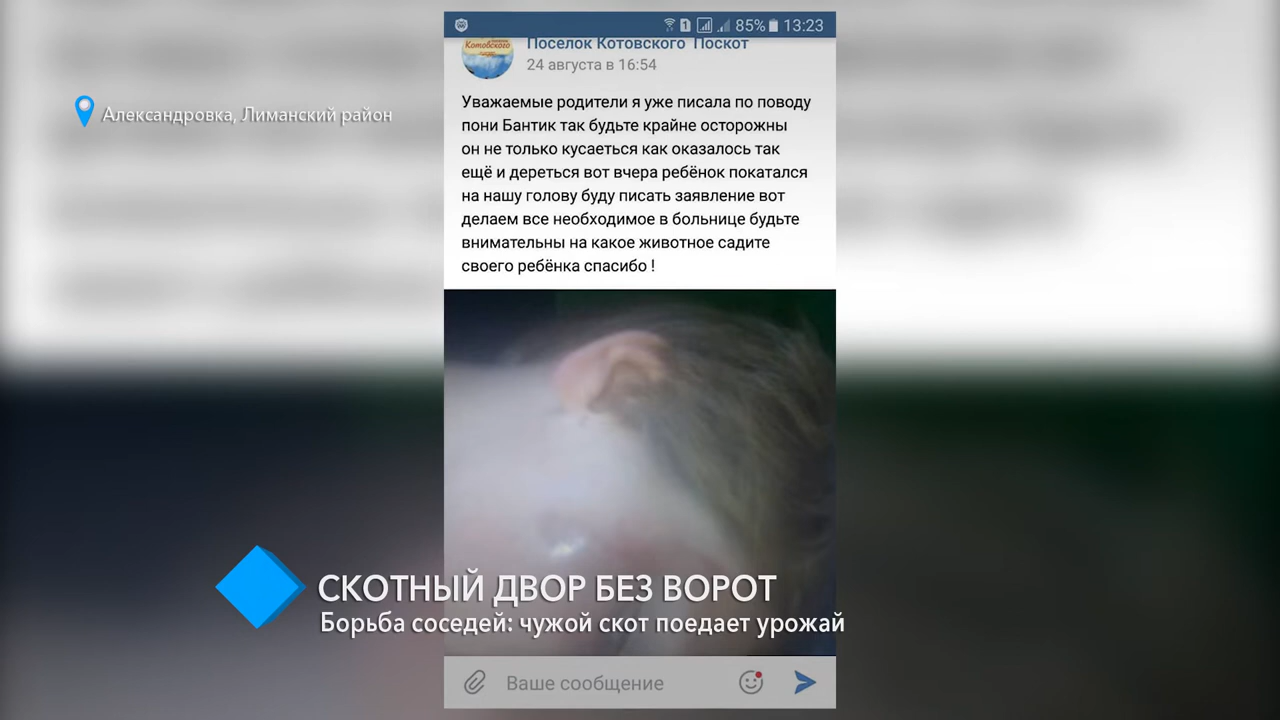 85% 13:23
Котовского
Поселок Котовского Поскот
24 августа в 16:54
Александровка, Лиманский район
Уважаемые родители я уже писала по поводу
пони Бантик так будьте крайне осторожны
он не только кусаеться как оказалось так
ещё и дереться вот вчера ребёнок покатался
на нашу голову буду писать заявление вот
делаем все необходимое в больнице будьте
внимательны на какое животное садите
своего ребёнка спасибо !
СКОТНЫЙ ДВОР БЕЗ ВОРОТ
Борьба соседей: чужой скот поедает урожай
Ваше сообщение